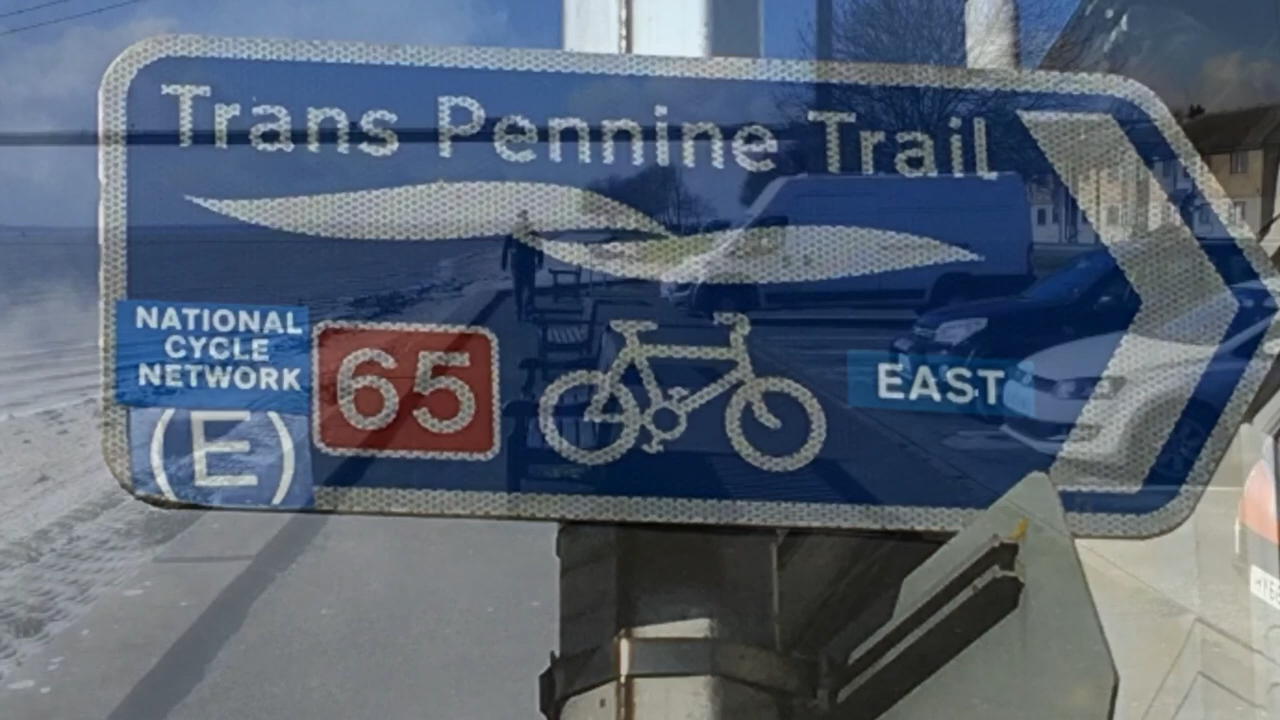 Trans Pennine Trail
NATIONAL
CYCLE
NETWORK
(E)
65
EAST